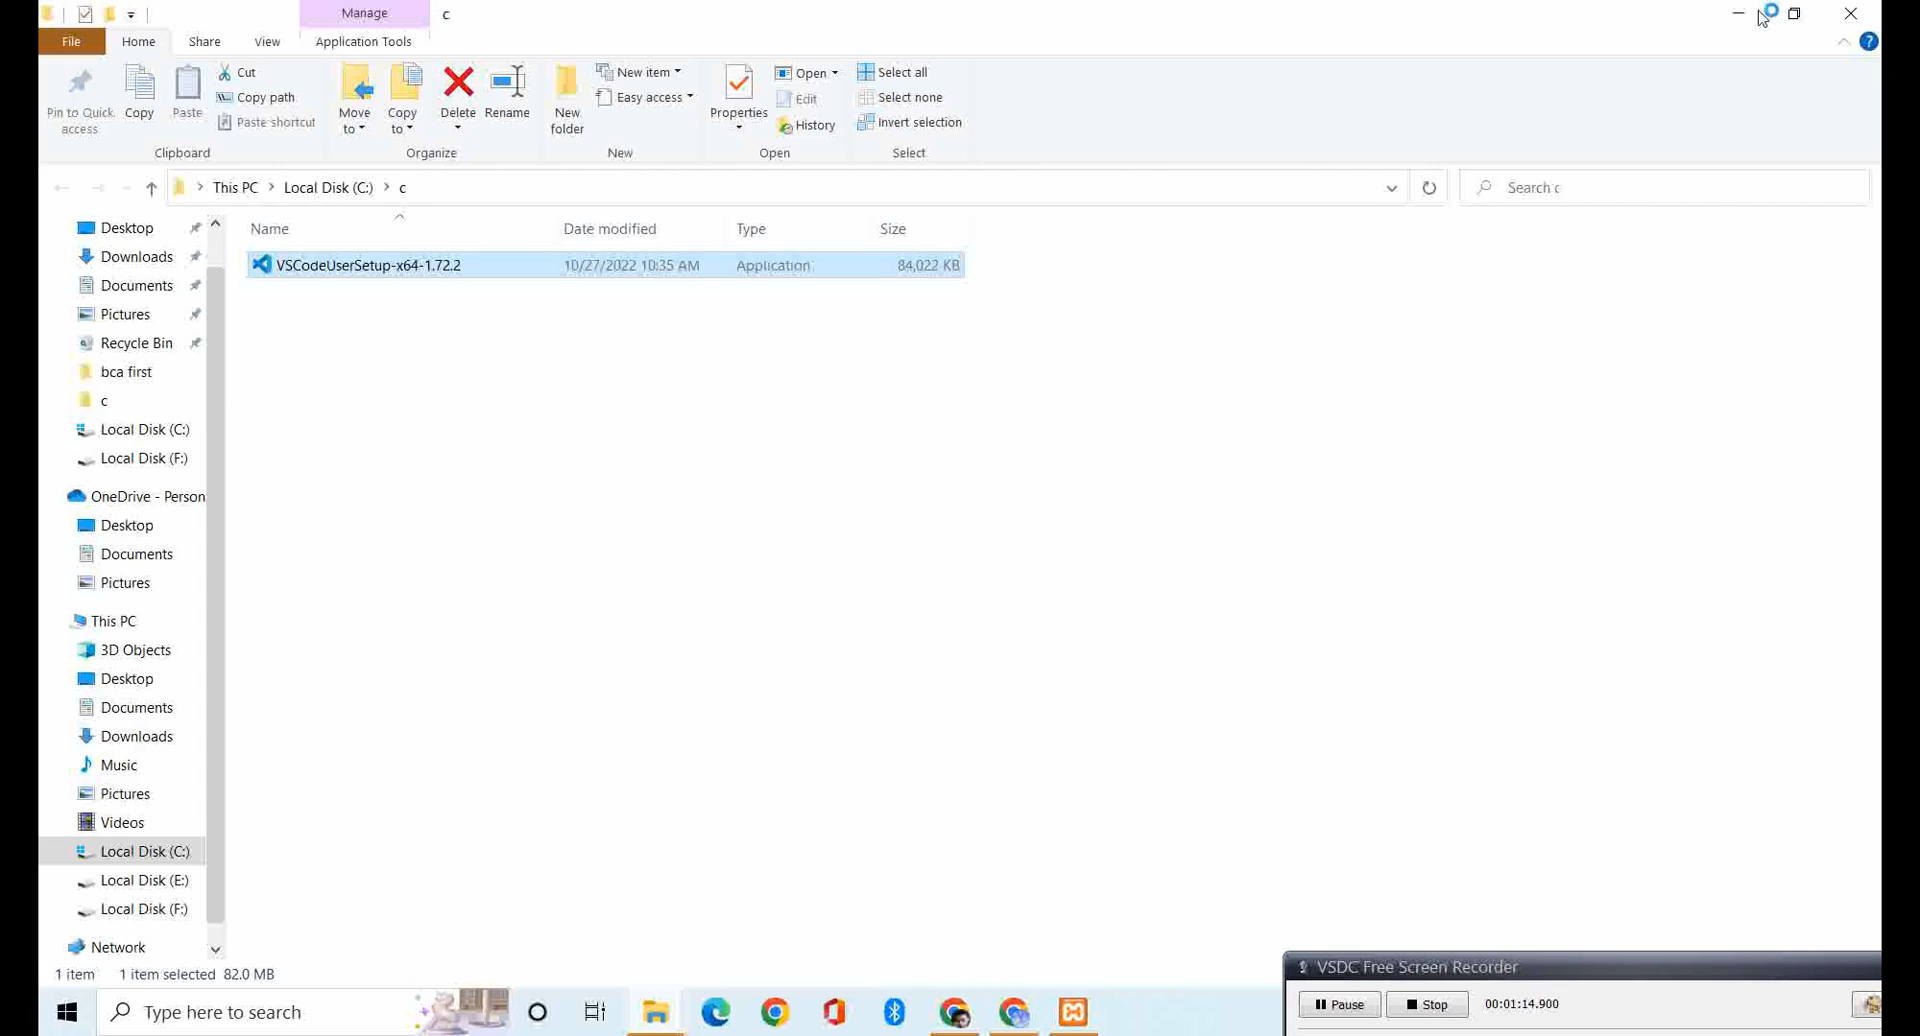 Manage
c
File
Home
Share
View
Application Tools
Pin to Quick access
Copy
Paste
Cut
Copy path
Paste shortcut
Clipboard
Move to
Copy to
Delete
Rename
Organize
New folder
New item
Easy access
New
Properties
Open
Edit
History
Open
Select all
Select none
Invert selection
Select
This PC > Local Disk (C:) > c
Search c
Name Date modified Type Size
VSCodeUserSetup-x64-1.72.2 10/27/2022 10:35 AM Application 84,022 KB
Desktop
Downloads
Documents
Pictures
Recycle Bin
bca first
c
Local Disk (C:)
Local Disk (F:)
OneDrive - Person
Desktop
Documents
Pictures
This PC
3D Objects
Desktop
Documents
Downloads
Music
Pictures
Videos
Local Disk (C:)
Local Disk (E:)
Local Disk (F:)
Network
1 item 1 item selected 82.0 MB
VSDC Free Screen Recorder
Pause Stop 00:01:14.900
Type here to search